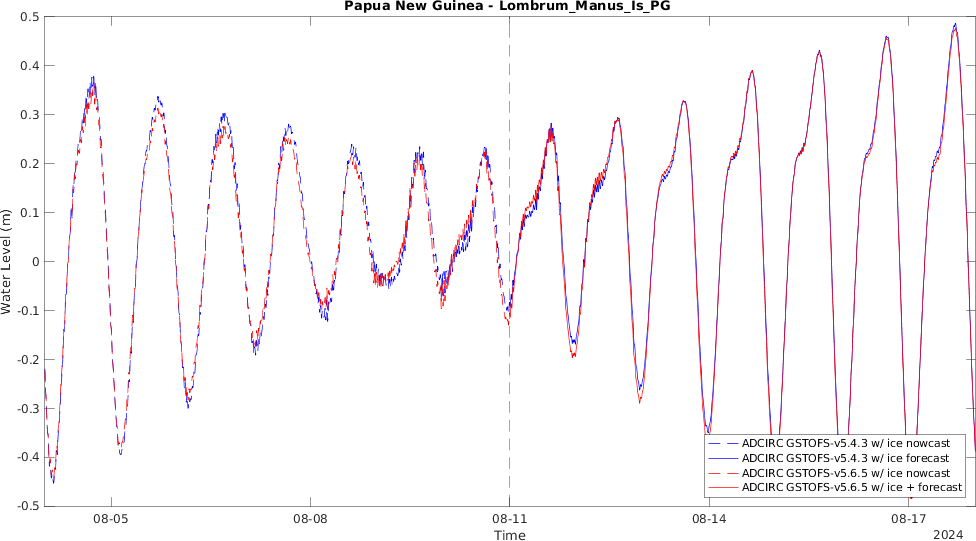 Papua New Guinea - Lombrum_Manus_Is_PG
0.5
0.4
0.3
0.2
0.1
0
-0.1
-0.2
-0.3
-0.4
-0.5
Water Level (m)
ADCIRC GSTOFS-v5.4.3 w/ ice nowcast
ADCIRC GSTOFS-v5.4.3 w/ ice forecast
ADCIRC GSTOFS-v5.6.5 w/ ice nowcast
ADCIRC GSTOFS-v5.6.5 w/ ice + forecast
08-05 08-08 08-11 08-14 08-17
Time
2024